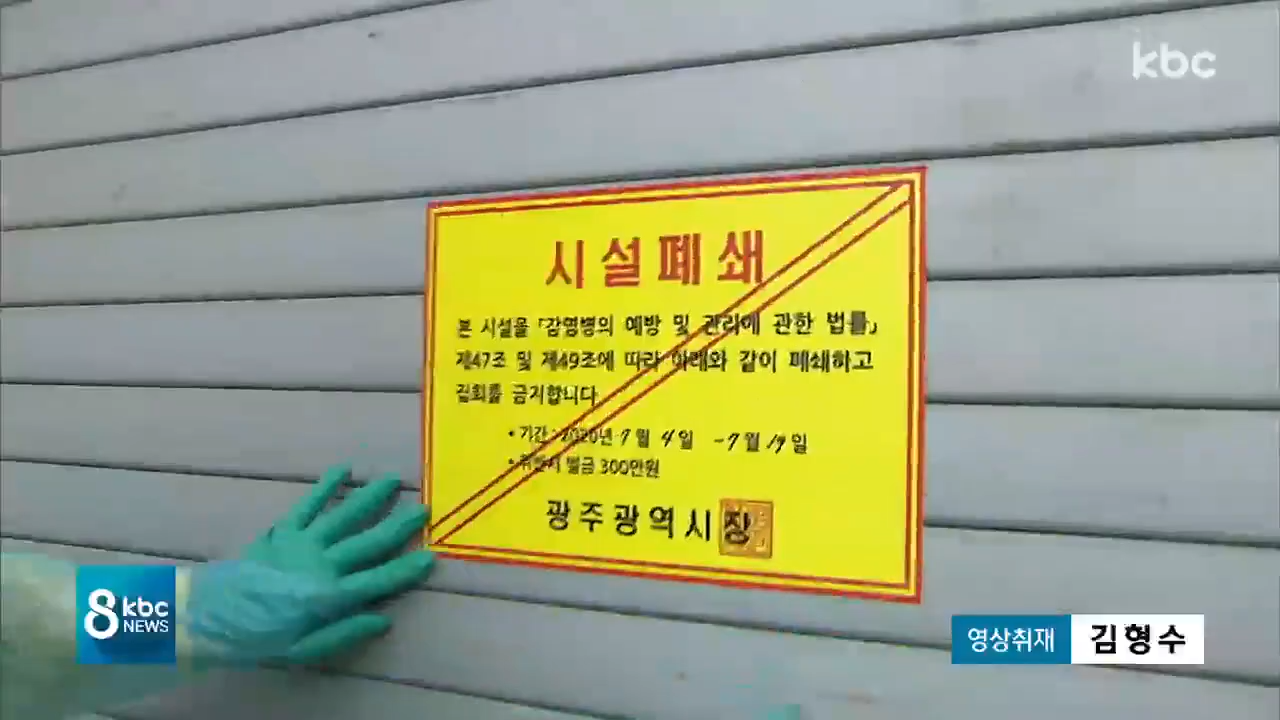 kbc
시설폐쇄
본 시설물 「감염병의 예방 및 관리에 관한 법률」
제47조 및 제49조에 따라 아래와 같이 폐쇄하고
집회를 금지합니다
• 기간 : 2020년 7월 4일 - 7월 19일
• 위반시 벌금 300만원
광주광역시장
8 kbc NEWS
영상취재 김형수